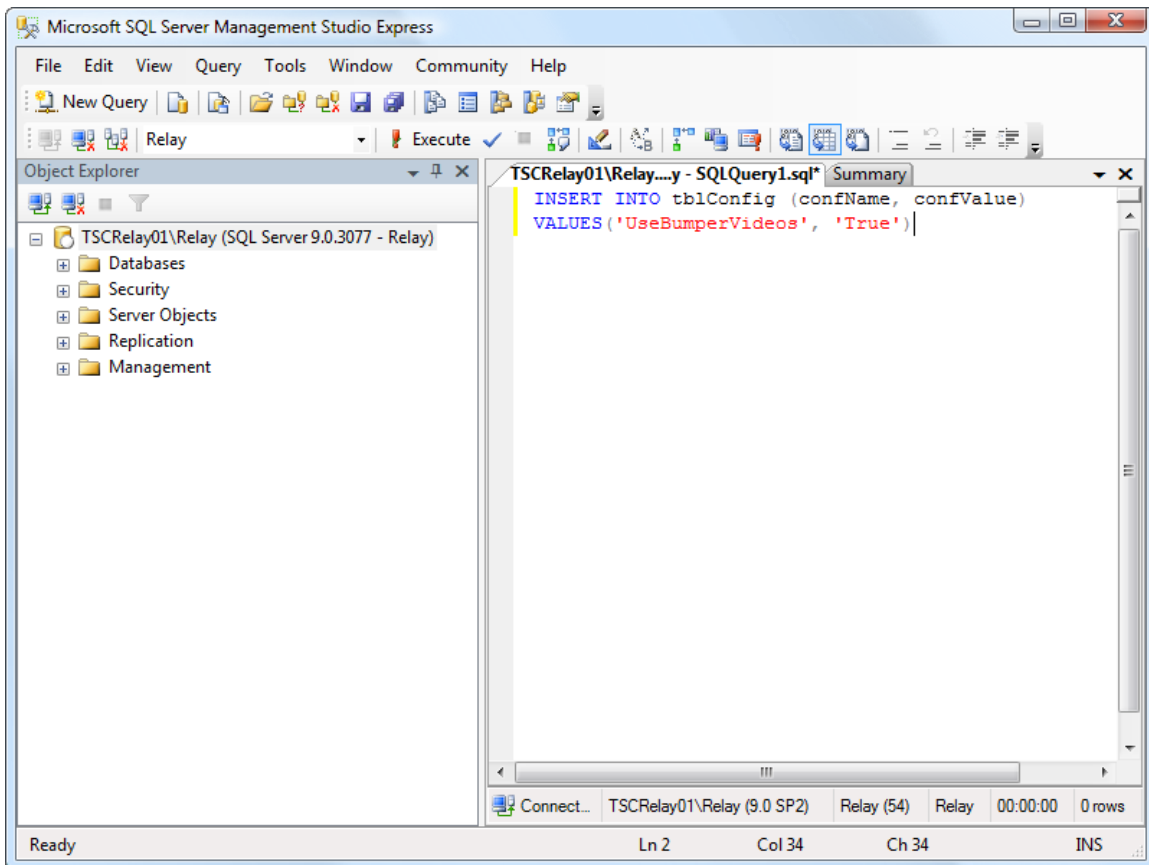 Microsoft SQL Server Management Studio Express
File Edit View Query Tools Window Community Help
New Query
Relay Execute
Object Explorer
TSCRelay01\Relay....y - SQLQuery1.sql* Summary
INSERT INTO tblConfig (confName, confValue)
VALUES('UseBumperVideos', 'True')
TSCRelay01\Relay (SQL Server 9.0.3077 - Relay)
Databases
Security
Server Objects
Replication
Management
Connect... TSCRelay01\Relay (9.0 SP2) Relay (54) Relay 00:00:00 0 rows
Ready Ln 2 Col 34 Ch 34 INS